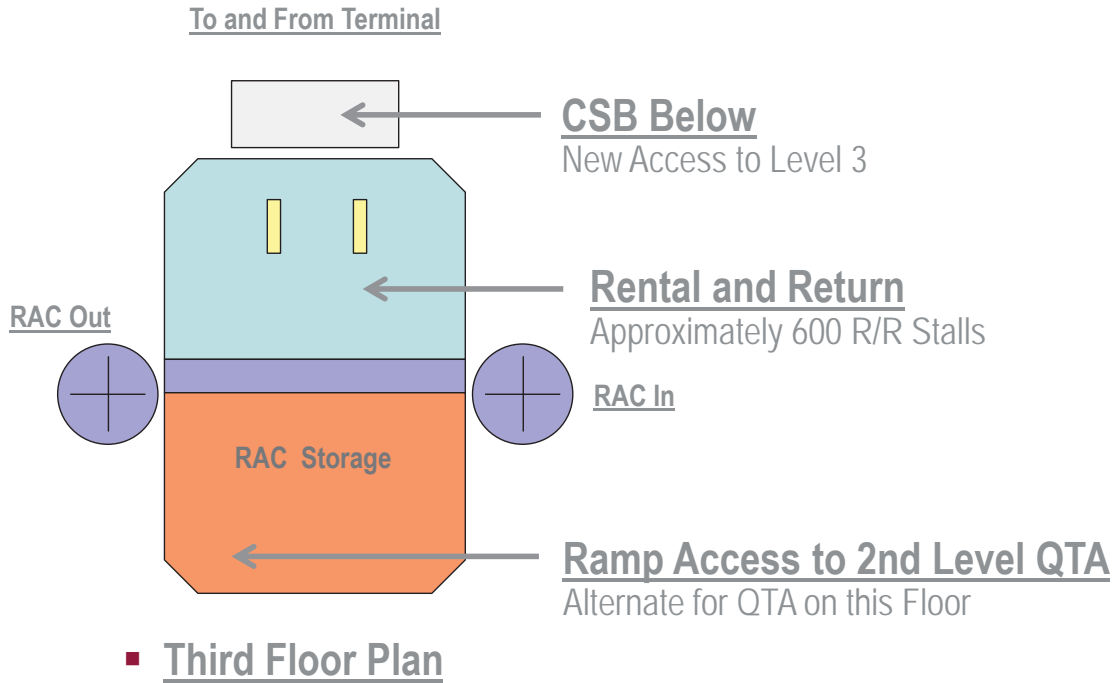 To and From Terminal
CSB Below
New Access to Level 3
Rental and Return
Approximately 600 R/R Stalls
RAC Out
RAC In
RAC Storage
Ramp Access to 2nd Level QTA
Alternate for QTA on this Floor
▪ Third Floor Plan